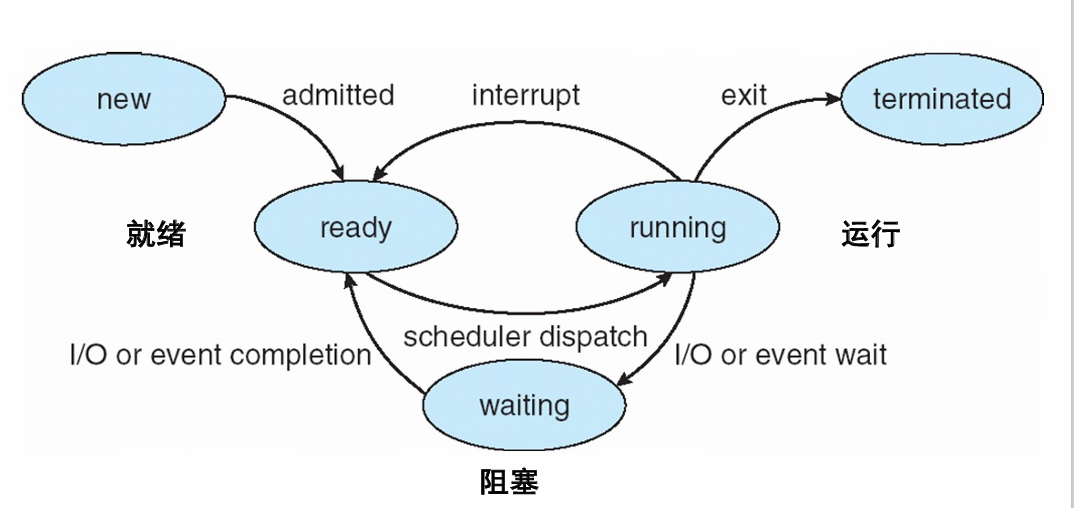 new
admitted
interrupt
exit
terminated
就绪
ready
running
运行
scheduler dispatch
I/O or event completion
I/O or event wait
waiting
阻塞